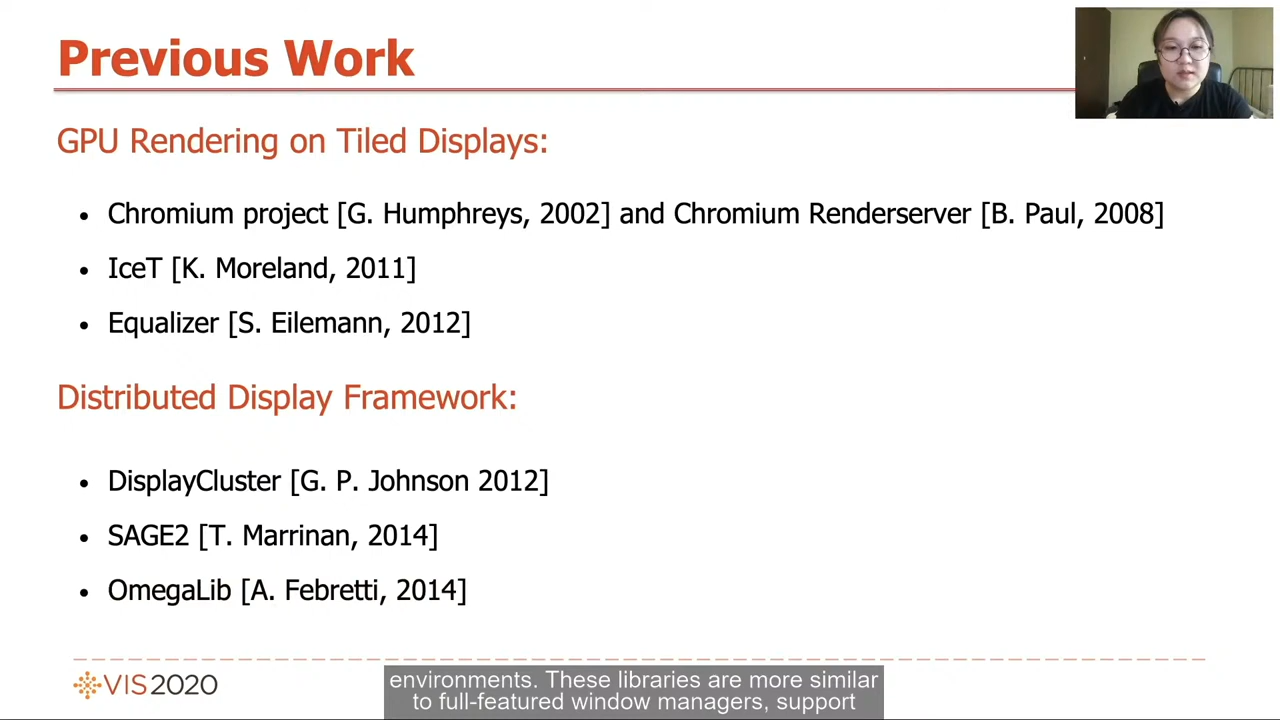 Previous Work
GPU Rendering on Tiled Displays:
• Chromium project [G. Humphreys, 2002] and Chromium Renderserver [B. Paul, 2008]
• IceT [K. Moreland, 2011]
• Equalizer [S. Eilemann, 2012]
Distributed Display Framework:
• DisplayCluster [G. P. Johnson 2012]
• SAGE2 [T. Marrinan, 2014]
• OmegaLib [A. Febretti, 2014]
VIS2020
environments. These libraries are more similar
to full-featured window managers, support